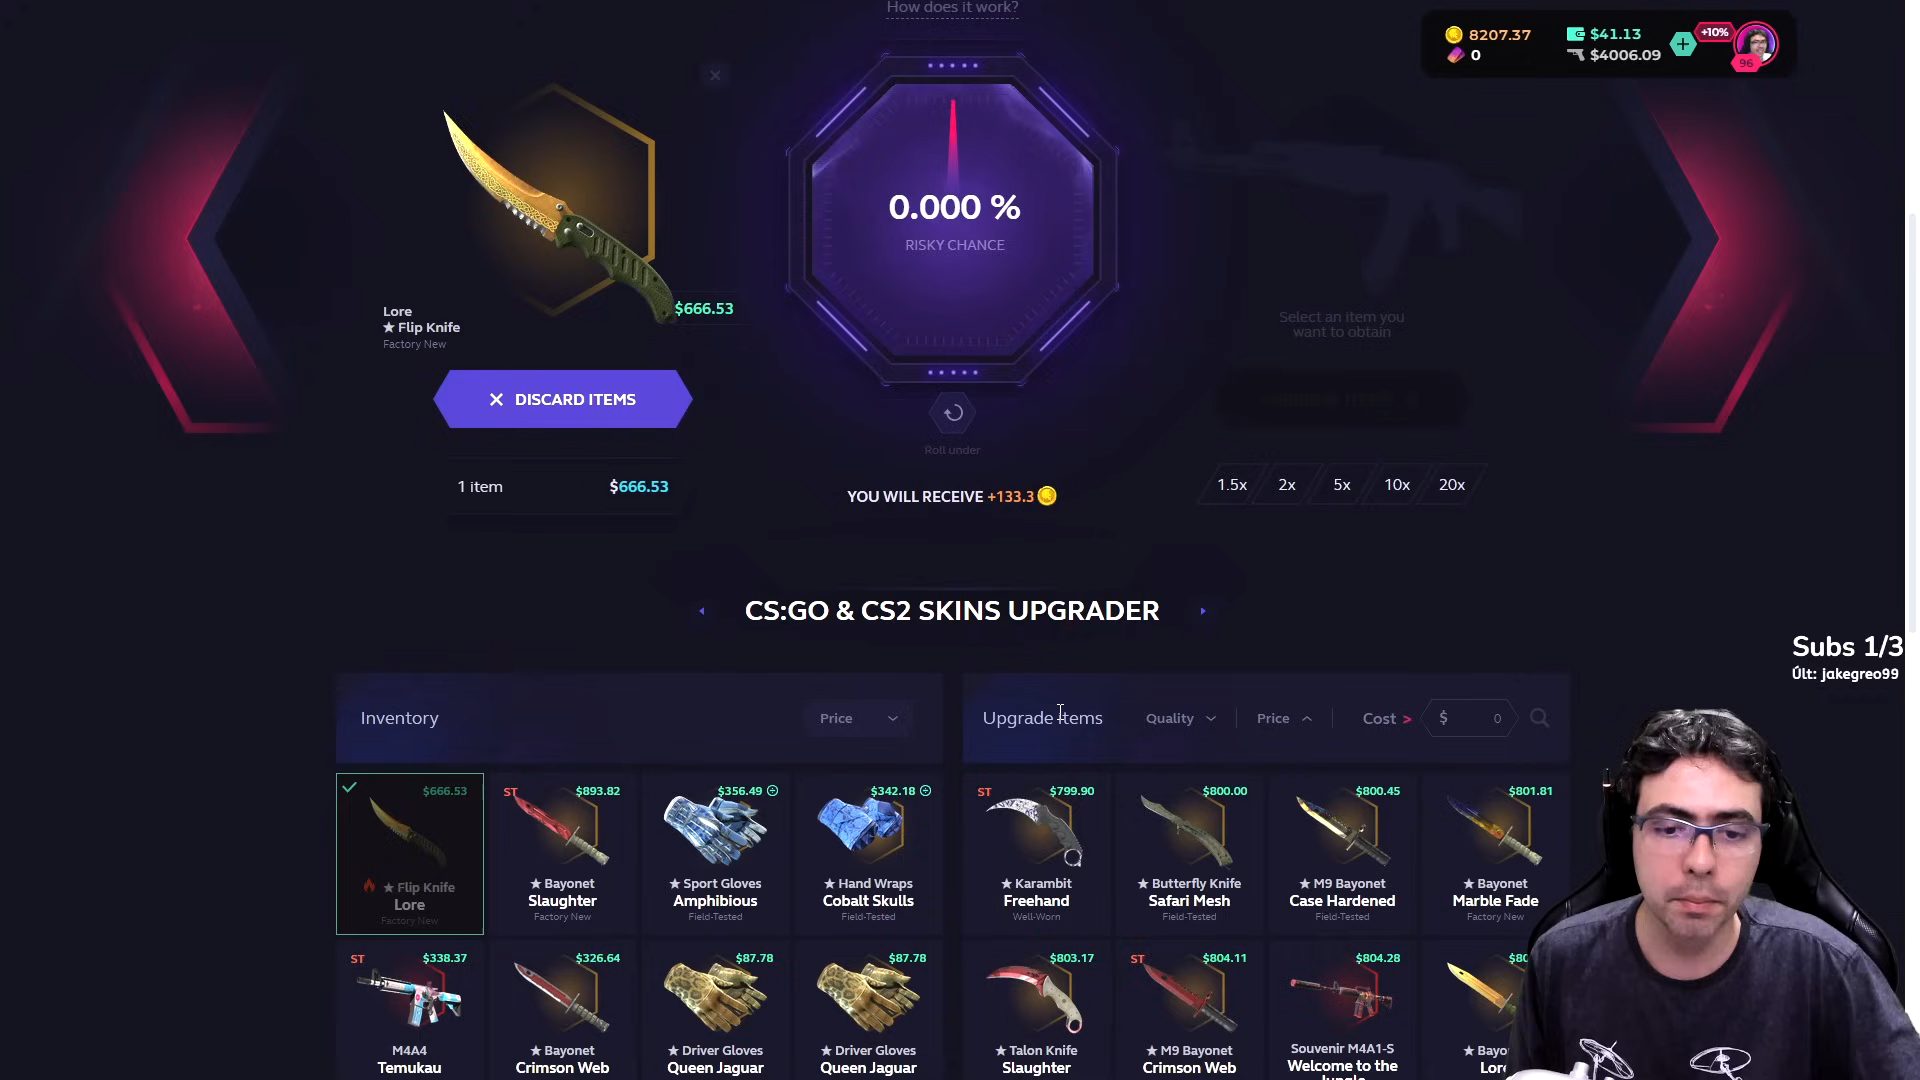 How does it work?
8207.37
$41.13
+10%
0
$4006.09
96
0.000 %
RISKY CHANCE
$666.53
Lore
★ Flip Knife
Factory New
Select an item you
want to obtain
DISCARD ITEMS
Roll under
1 item
$666.53
YOU WILL RECEIVE +133.3
1.5x
2x
5x
10x
20x
CS:GO & CS2 SKINS UPGRADER
Subs 1/3
Últ: jakegreo99
Inventory
Price
Upgrade Items
Quality
Price
Cost >
$ 0
$666.53
★ Flip Knife
Lore
Factory New
ST $893.82
★ Bayonet
Slaughter
Factory New
$356.49
★ Sport Gloves
Amphibious
Field-Tested
$342.18
★ Hand Wraps
Cobalt Skulls
Field-Tested
ST $799.90
★ Karambit
Freehand
Well-Worn
$800.00
★ Butterfly Knife
Safari Mesh
Field-Tested
$800.45
★ M9 Bayonet
Case Hardened
Field-Tested
$801.81
★ Bayonet
Marble Fade
Factory New
ST $338.37
M4A4
Temukau
$326.64
★ Bayonet
Crimson Web
$87.78
★ Driver Gloves
Queen Jaguar
$87.78
★ Driver Gloves
Queen Jaguar
$803.17
★ Talon Knife
Slaughter
ST $804.11
★ M9 Bayonet
Crimson Web
$804.28
Souvenir M4A1-S
Welcome to the